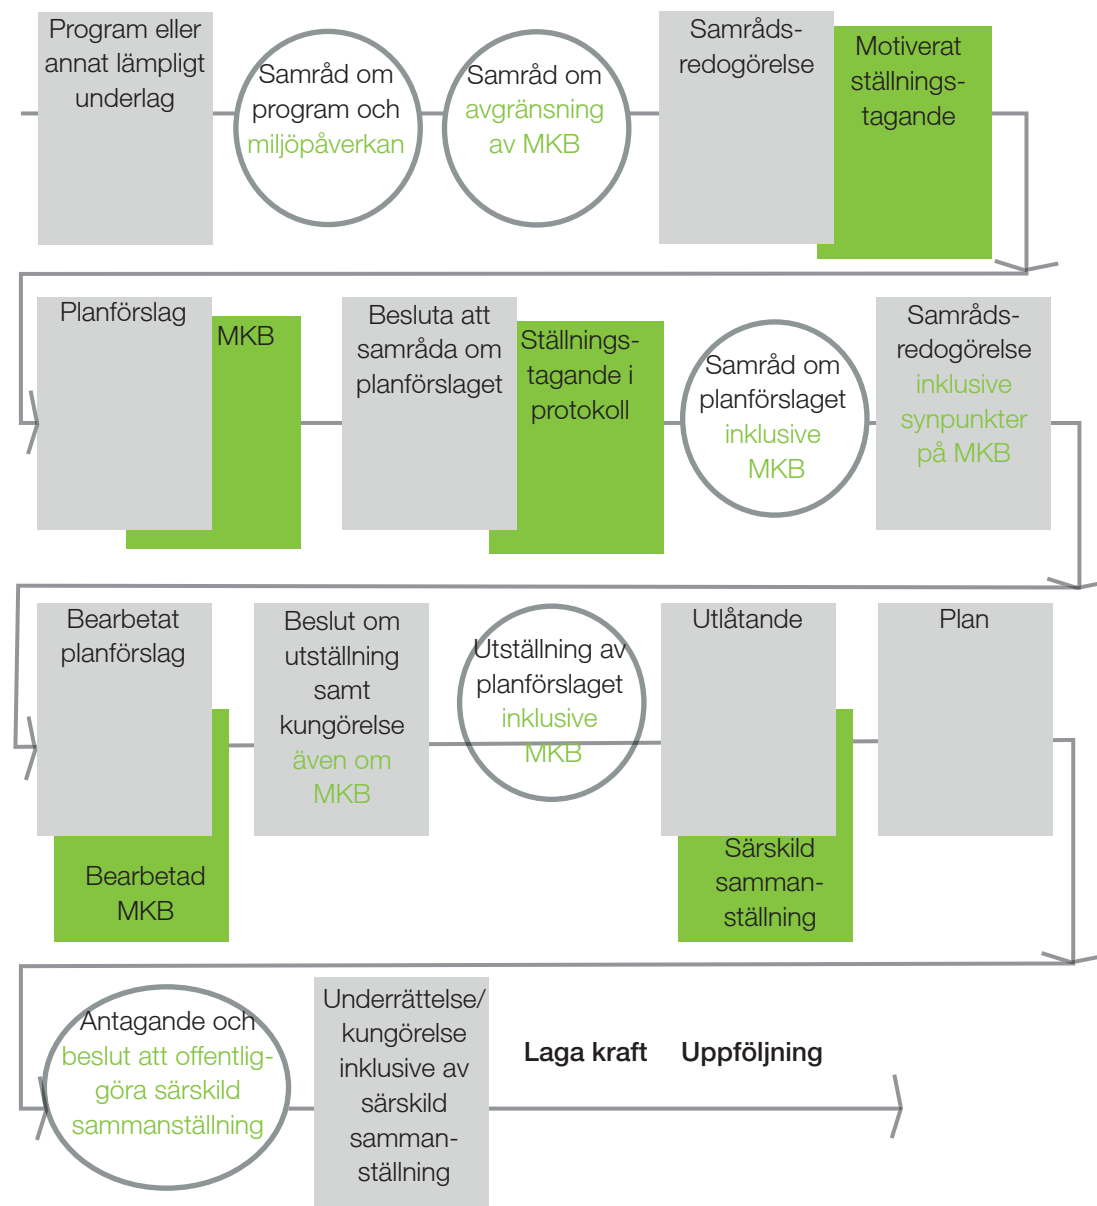 Program eller
annat lämpligt
underlag
Samråd om
program och
miljöpåverkan
Samråd om
avgränsning
av MKB
Samråds-
redogörelse
Motiverat
ställnings-
tagande
Planförslag
MKB
Besluta att
samråda om
planförslaget
Ställnings-
tagande i
protokoll
Samråd om
planförslaget
inklusive
MKB
Samråds-
redogörelse
inklusive
synpunkter
på MKB
Bearbetat
planförslag
Bearbetad
MKB
Beslut om
utställning
samt
kungörelse
även om
MKB
Utställning av
planförslaget
inklusive
MKB
Utlåtande
Särskild
samman-
ställning
Plan
Antagande och
beslut att offentlig-
göra särskild
sammanställning
Underrättelse/
kungörelse
inklusive av
särskild
samman-
ställning
Laga kraft
Uppföljning